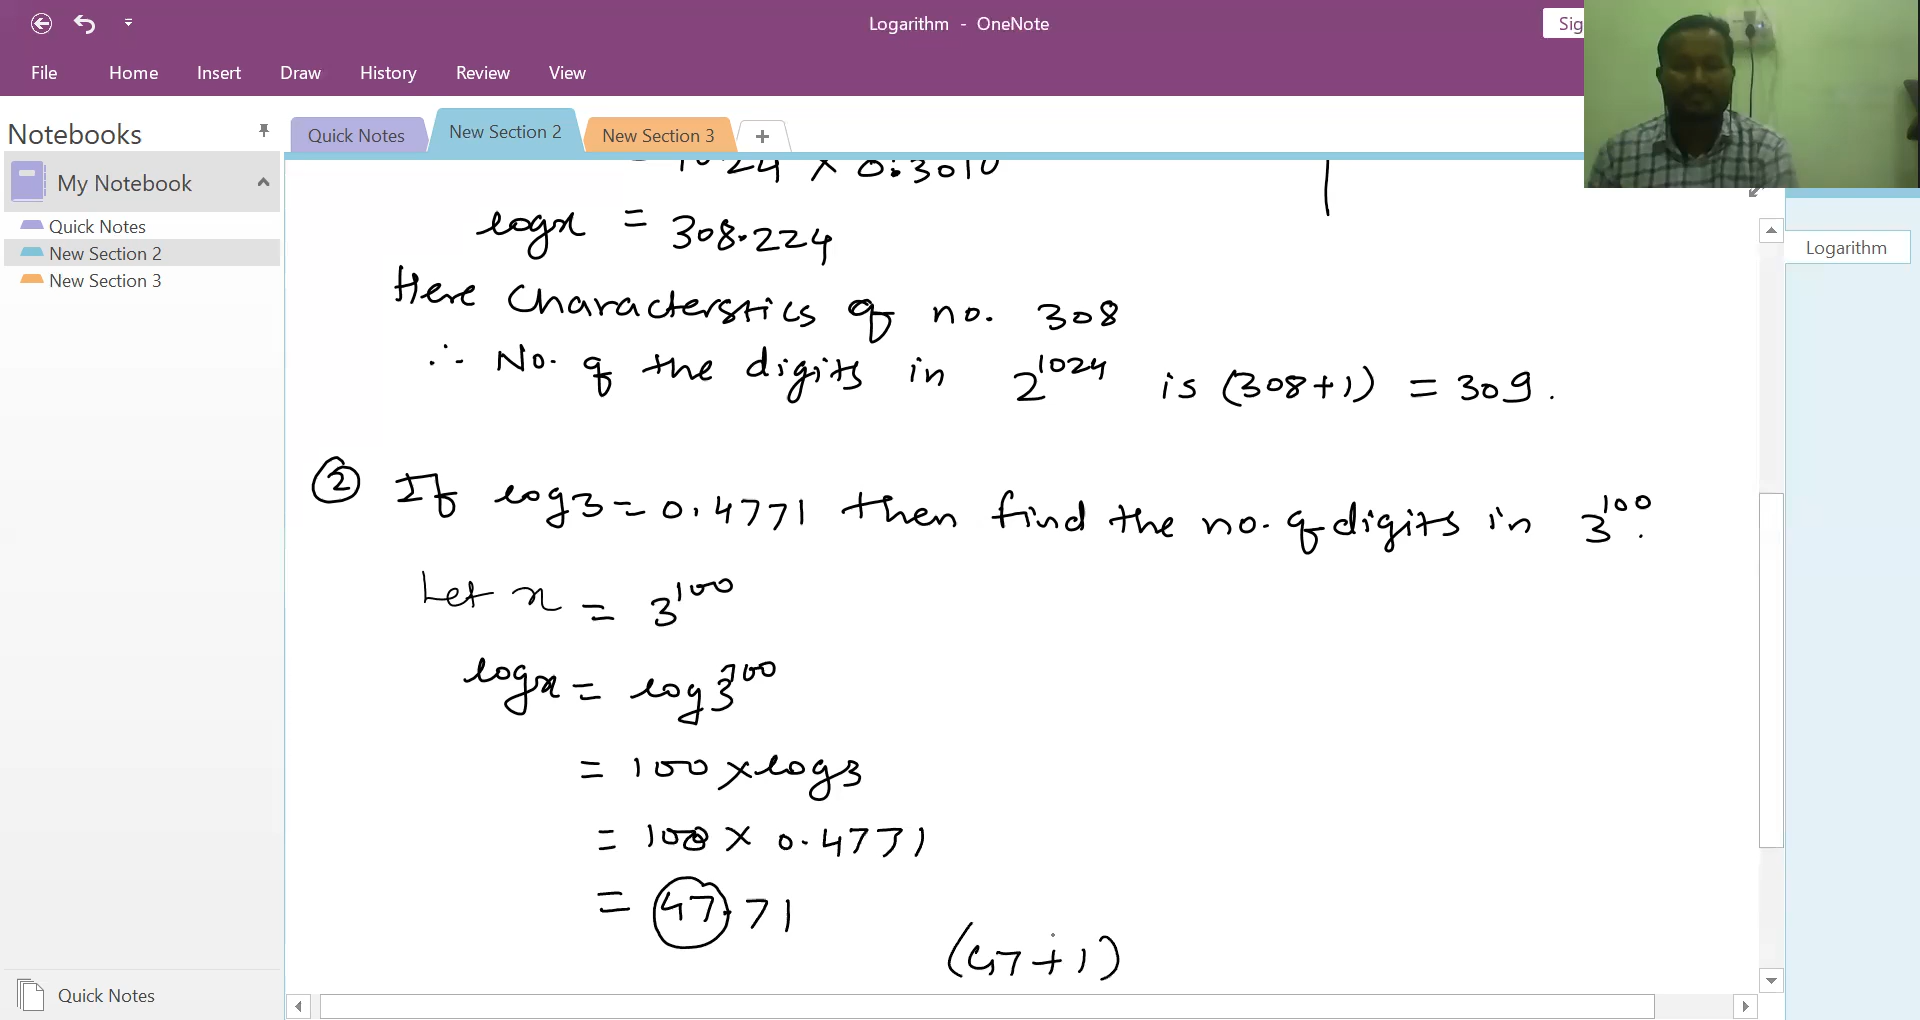 Logarithm - OneNote
Sig
File Home Insert Draw History Review View
Notebooks
Quick Notes New Section 2 New Section 3 +
My Notebook
Quick Notes
New Section 2
New Section 3
Logarithm
= 1024 × 0.3010
logx = 308.224
Here Characterstics of no. 308
∴ No. of the digits in 2^1024 is (308+1) = 309.
② If log3 = 0.4771 then find the no. of digits in 3^100.
Let x = 3^100
logx = log3^100
= 100 × log3
= 100 × 0.4771
= 47.71
(47+1)
Quick Notes